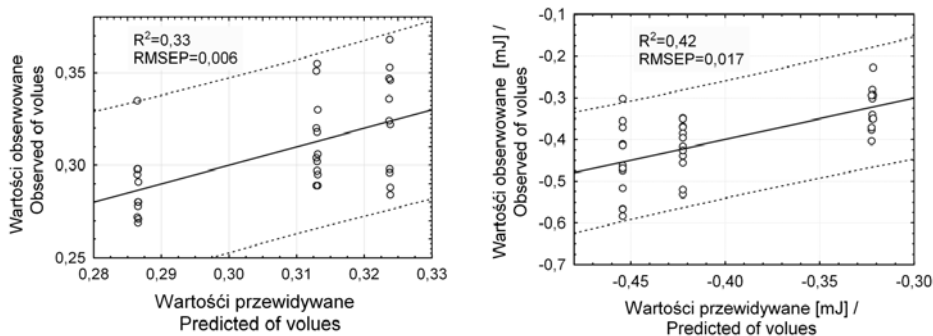 R²=0,33
RMSEP=0,006
0,35
0,30
0,25
0,28 0,29 0,30 0,31 0,32 0,33
Wartości obserwowane
Observed of volues
Wartośći przewidywane
Predicted of volues
R²=0,42
RMSEP=0,017
-0,1
-0,2
-0,3
-0,4
-0,5
-0,6
-0,7
-0,45 -0,40 -0,35 -0,30
Wartośći obserwowane [mJ] /
Observed of volues
Wartości przewidywane [mJ] /
Predicted of volues